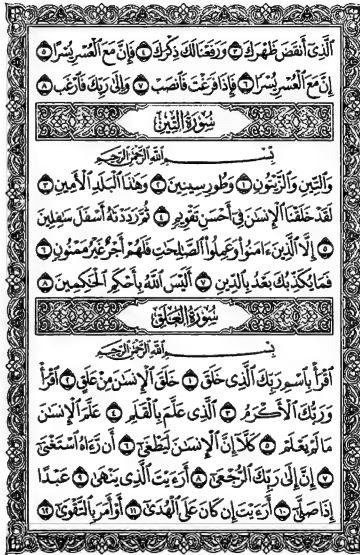 ٱلَّذِىٓ أَنقَضَ ظَهْرَكَ ٣ وَرَفَعْنَا لَكَ ذِكْرَكَ ٤ فَإِنَّ مَعَ ٱلْعُسْرِ يُسْرًا ٥
إِنَّ مَعَ ٱلْعُسْرِ يُسْرًا ٦ فَإِذَا فَرَغْتَ فَٱنصَبْ ٧ وَإِلَىٰ رَبِّكَ فَٱرْغَب ٨
سُورَةُ ٱلتِّينِ
بِسْمِ ٱللَّهِ ٱلرَّحْمَٰنِ ٱلرَّحِيمِ
وَٱلتِّينِ وَٱلزَّيْتُونِ ١ وَطُورِ سِينِينَ ٢ وَهَٰذَا ٱلْبَلَدِ ٱلْأَمِينِ ٣
لَقَدْ خَلَقْنَا ٱلْإِنسَٰنَ فِىٓ أَحْسَنِ تَقْوِيمٍ ٤ ثُمَّ رَدَدْنَٰهُ أَسْفَلَ سَٰفِلِينَ
٥ إِلَّا ٱلَّذِينَ ءَامَنُوا۟ وَعَمِلُوا۟ ٱلصَّٰلِحَٰتِ فَلَهُمْ أَجْرٌ غَيْرُ مَمْنُونٍ ٦
فَمَا يُكَذِّبُكَ بَعْدُ بِٱلدِّينِ ٧ أَلَيْسَ ٱللَّهُ بِأَحْكَمِ ٱلْحَٰكِمِينَ ٨
سُورَةُ ٱلْعَلَقِ
بِسْمِ ٱللَّهِ ٱلرَّحْمَٰنِ ٱلرَّحِيمِ
ٱقْرَأْ بِٱسْمِ رَبِّكَ ٱلَّذِى خَلَقَ ١ خَلَقَ ٱلْإِنسَٰنَ مِنْ عَلَقٍ ٢ ٱقْرَأْ
وَرَبُّكَ ٱلْأَكْرَمُ ٣ ٱلَّذِى عَلَّمَ بِٱلْقَلَمِ ٤ عَلَّمَ ٱلْإِنسَٰنَ
مَا لَمْ يَعْلَمْ ٥ كَلَّآ إِنَّ ٱلْإِنسَٰنَ لَيَطْغَىٰٓ ٦ أَن رَّءَاهُ ٱسْتَغْنَىٰٓ
٧ إِنَّ إِلَىٰ رَبِّكَ ٱلرُّجْعَىٰٓ ٨ أَرَءَيْتَ ٱلَّذِى يَنْهَىٰ ٩ عَبْدًا
إِذَا صَلَّىٰٓ ١٠ أَرَءَيْتَ إِن كَانَ عَلَى ٱلْهُدَىٰٓ ١١ أَوْ أَمَرَ بِٱلتَّقْوَىٰٓ ١٢